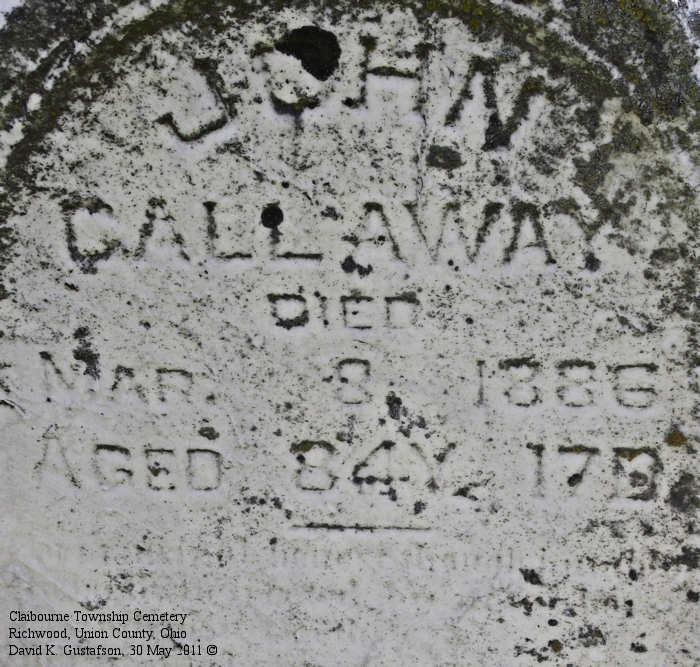 JOHN
CALLAWAY
DIED
MAR. 8 1886
AGED 84Y 17D
Claibourne Township Cemetery
Richwood, Union County, Ohio
David K. Gustafson, 30 May 2011 ©